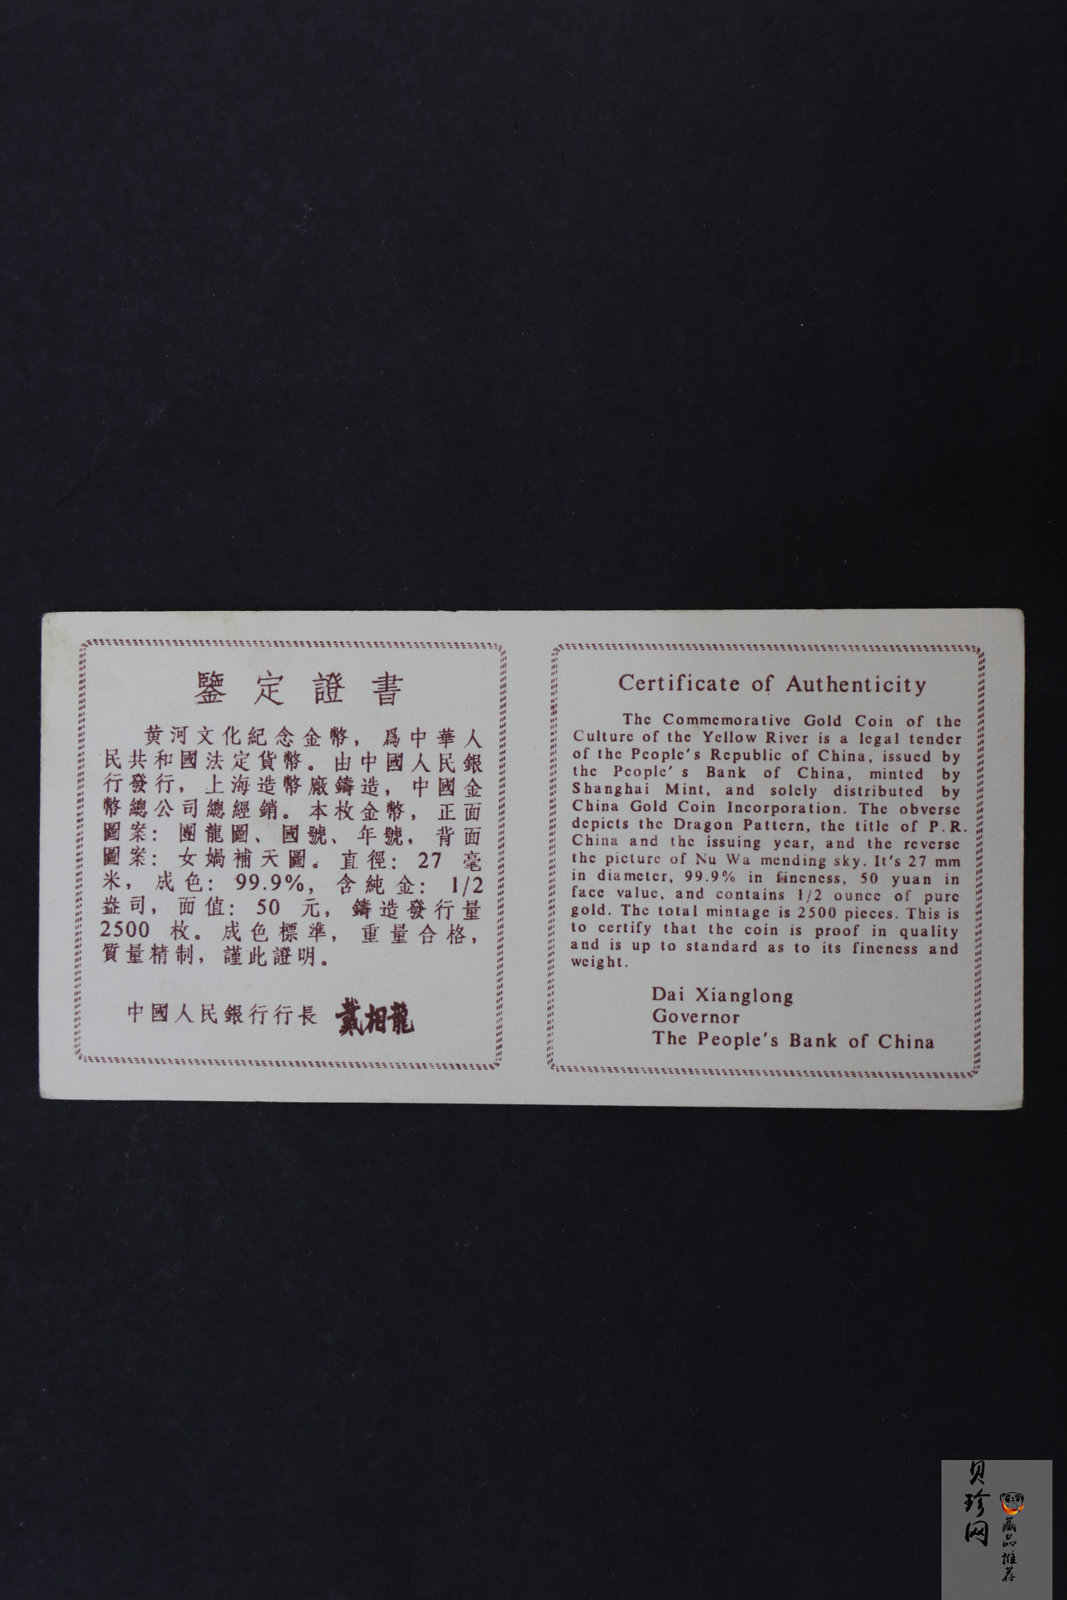 鑒定證書
黄河文化紀念金幣，爲中華人
民共和國法定貨幣。由中國人民銀
行發行，上海造幣廠鑄造，中國金
幣總公司總經銷。本枚金幣，正面
圖案：團龍圖、國號、年號，背面
圖案：女媧補天圖。直徑：27 毫
米，成色：99.9%，含純金：1/2
盎司，面值：50 元，鑄造發行量
2500 枚。成色標準，重量合格，
質量精制，謹此證明。
中國人民銀行行長 戴相龍
Certificate of Authenticity
The Commemorative Gold Coin of the
Culture of the Yellow River is a legal tender
of the People's Republic of China, issued by
the People's Bank of China, minted by
Shanghai Mint, and solely distributed by
China Gold Coin Incorporation. The obverse
depicts the Dragon Pattern, the title of P.R.
China and the issuing year, and the reverse
the picture of Nu Wa mending sky. It's 27 mm
in diameter, 99.9% in fineness, 50 yuan in
face value, and contains 1/2 ounce of pure
gold. The total mintage is 2500 pieces. This is
to certify that the coin is proof in quality
and is up to standard as to its fineness and
weight.
Dai Xianglong
Governor
The People's Bank of China
贝珍网
藏品推荐